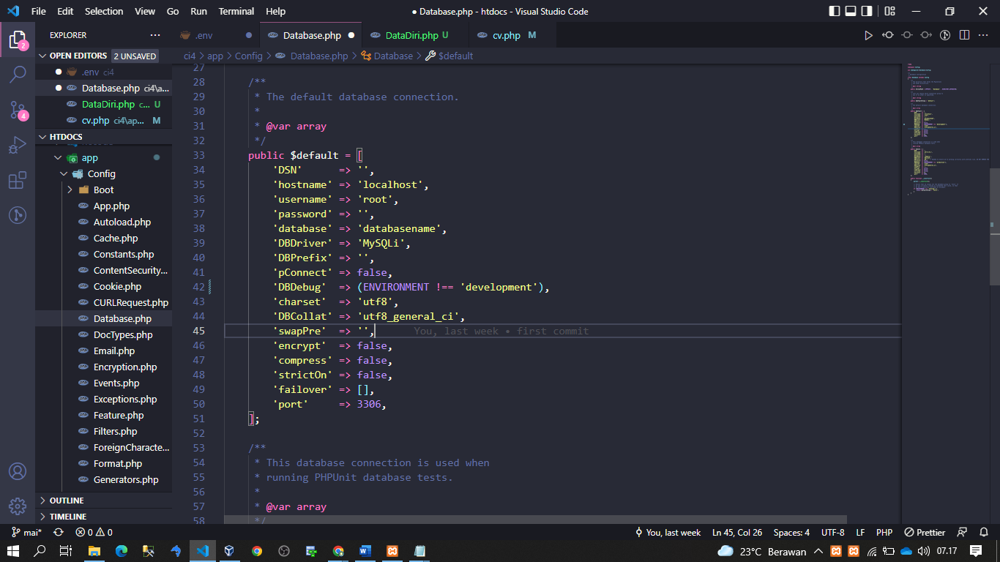 File Edit Selection View Go Run Terminal Help
● Database.php - htdocs - Visual Studio Code
EXPLORER
.env
Database.php
DataDiri.php U
cv.php M
OPEN EDITORS 2 UNSAVED
.env ci4
Database.php ci4\a...
DataDiri.php c... U
cv.php ci4\ap... M
HTDOCS
app
Config
Boot
App.php
Autoload.php
Cache.php
Constants.php
ContentSecurity...
Cookie.php
CURLRequest.php
Database.php
DocTypes.php
Email.php
Encryption.php
Events.php
Exceptions.php
Feature.php
Filters.php
ForeignCharacte...
Format.php
Generators.php
OUTLINE
TIMELINE
2
4
ci4 > app > Config > Database.php > Database > $default
27
28 /**
29 * The default database connection.
30 *
31 * @var array
32 */
33 public $default = [
34 'DSN' => '',
35 'hostname' => 'localhost',
36 'username' => 'root',
37 'password' => '',
38 'database' => 'databasename',
39 'DBDriver' => 'MySQLi',
40 'DBPrefix' => '',
41 'pConnect' => false,
42 'DBDebug' => (ENVIRONMENT !== 'development'),
43 'charset' => 'utf8',
44 'DBCollat' => 'utf8_general_ci',
45 'swapPre' => '', You, last week • first commit
46 'encrypt' => false,
47 'compress' => false,
48 'strictOn' => false,
49 'failover' => [],
50 'port' => 3306,
51 ];
52
53 /**
54 * This database connection is used when
55 * running PHPUnit database tests.
56 *
57 * @var array
58 */
mai* 0 0 You, last week Ln 45, Col 26 Spaces: 4 UTF-8 LF PHP Prettier
23°C Berawan 07.17